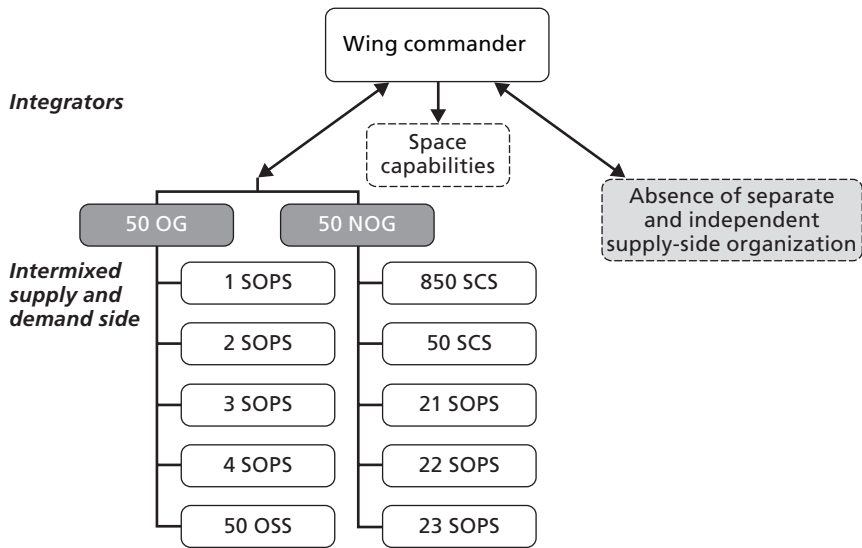 Wing commander
Integrators
Space
capabilities
Absence of separate
and independent
supply-side organization
50 OG
50 NOG
Intermixed
supply and
demand side
1 SOPS
850 SCS
2 SOPS
50 SCS
3 SOPS
21 SOPS
4 SOPS
22 SOPS
50 OSS
23 SOPS